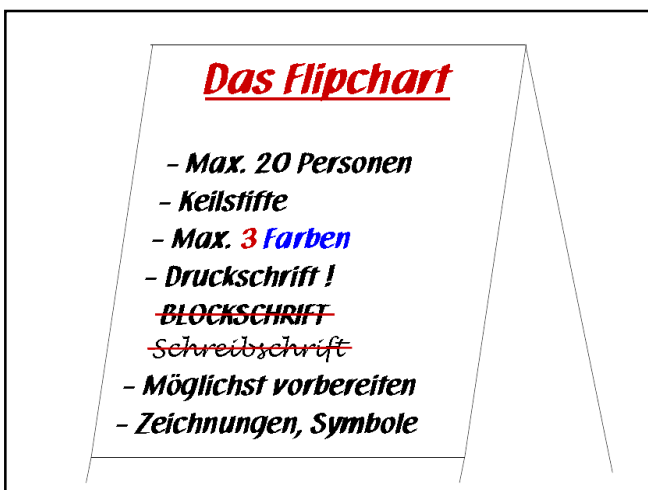 Das Flipchart
- Max. 20 Personen
- Keilstifte
- Max. 3 Farben
- Druckschrift !
BLOCKSCHRIFT
Schreibschrift
- Möglichst vorbereiten
- Zeichnungen, Symbole